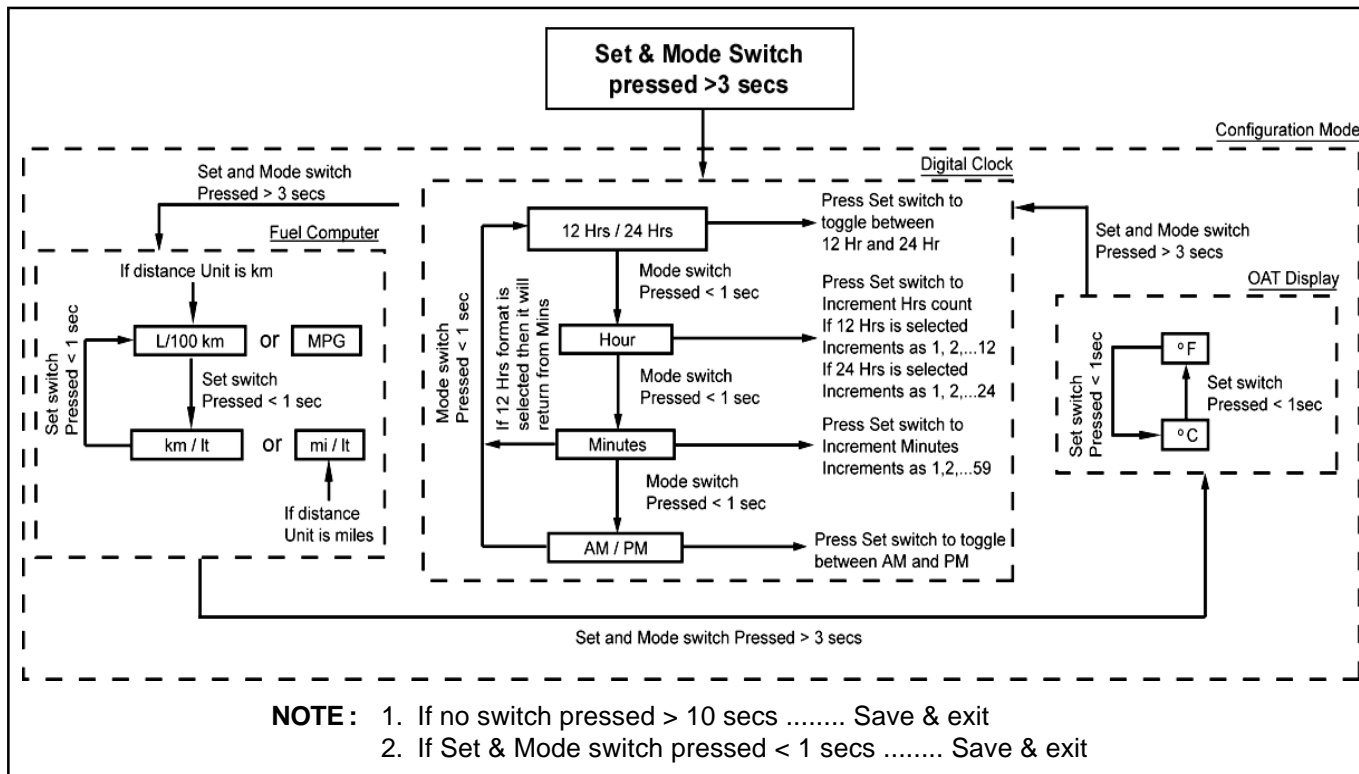 Set & Mode Switch
pressed >3 secs
Configuration Mode
Set and Mode switch
Pressed > 3 secs
Fuel Computer
If distance Unit is km
L/100 km or MPG
Set switch
Pressed < 1 sec
Set switch
Pressed < 1 sec
km / lt or mi / lt
If distance
Unit is miles
Digital Clock
12 Hrs / 24 Hrs
Press Set switch to
toggle between
12 Hr and 24 Hr
Mode switch
Pressed < 1 sec
Mode switch
Pressed < 1 sec
If 12 Hrs format is
selected then it will
return from Mins
Hour
Press Set switch to
Increment Hrs count
If 12 Hrs is selected
Increments as 1, 2,...12
If 24 Hrs is selected
Increments as 1, 2,...24
Mode switch
Pressed < 1 sec
Minutes
Press Set switch to
Increment Minutes
Increments as 1,2,...59
Mode switch
Pressed < 1 sec
AM / PM
Press Set switch to toggle
between AM and PM
Set and Mode switch
Pressed > 3 secs
OAT Display
Set switch
Pressed < 1sec
°F
Set switch
Pressed < 1sec
°C
Set and Mode switch Pressed > 3 secs
NOTE : 1. If no switch pressed > 10 secs ........ Save & exit
2. If Set & Mode switch pressed < 1 secs ........ Save & exit